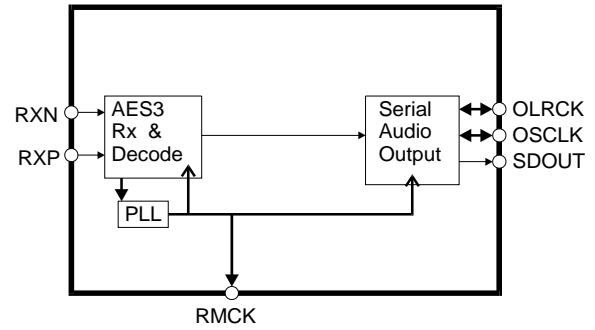 RXN
RXP
AES3
Rx &
Decode
PLL
Serial
Audio
Output
OLRCK
OSCLK
SDOUT
RMCK